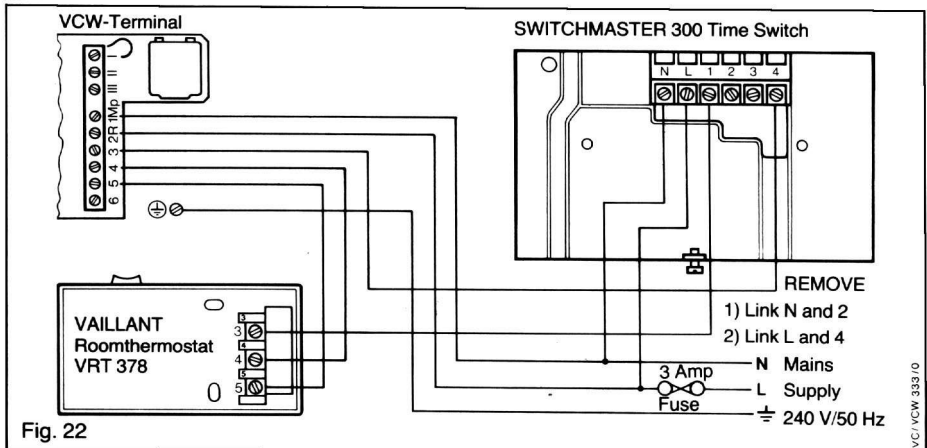 VCW-Terminal
I
II
III
1Mp
2R
3
4
5
6
SWITCHMASTER 300 Time Switch
N L 1 2 3 4
VAILLANT
Roomthermostat
VRT 378
3
3
4
4
5
5
REMOVE
1) Link N and 2
2) Link L and 4
N Mains
3 Amp
Fuse
L Supply
240 V/50 Hz
Fig. 22
VC/VCW 333/0